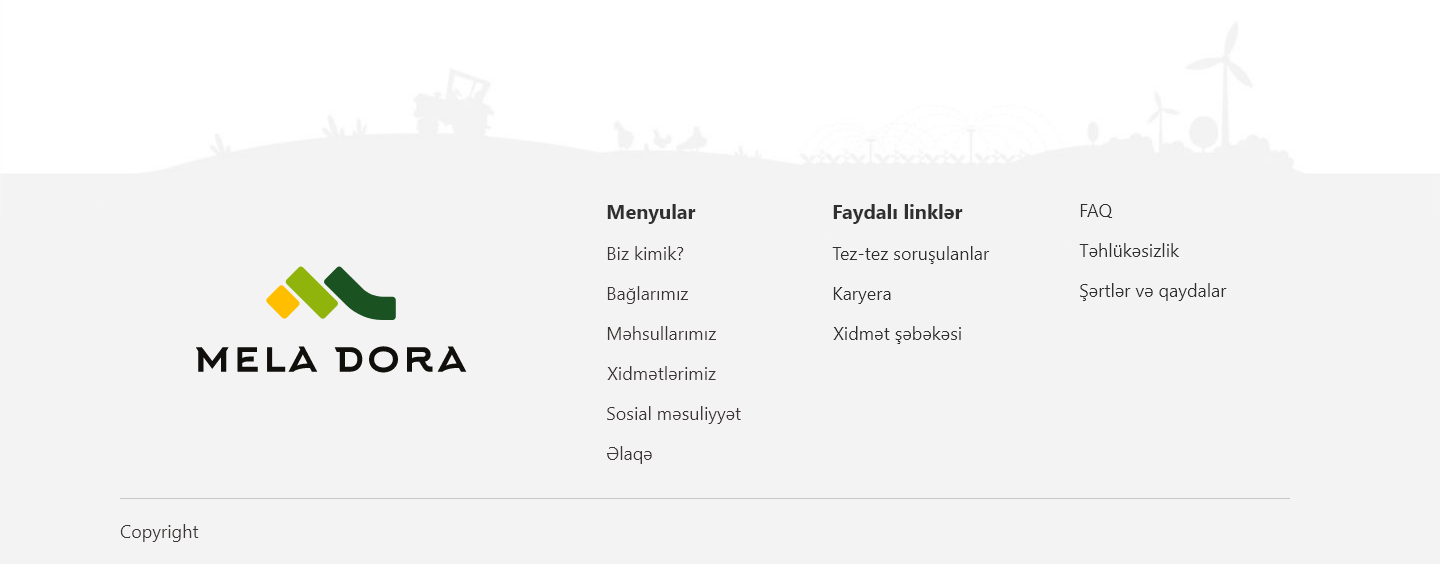 MELA DORA
Menyular
Biz kimik?
Bağlarımız
Məhsullarımız
Xidmətlərimiz
Sosial məsuliyyət
Əlaqə
Faydalı linklər
Tez-tez soruşulanlar
Karyera
Xidmət şəbəkəsi
FAQ
Təhlükəsizlik
Şərtlər və qaydalar
Copyright